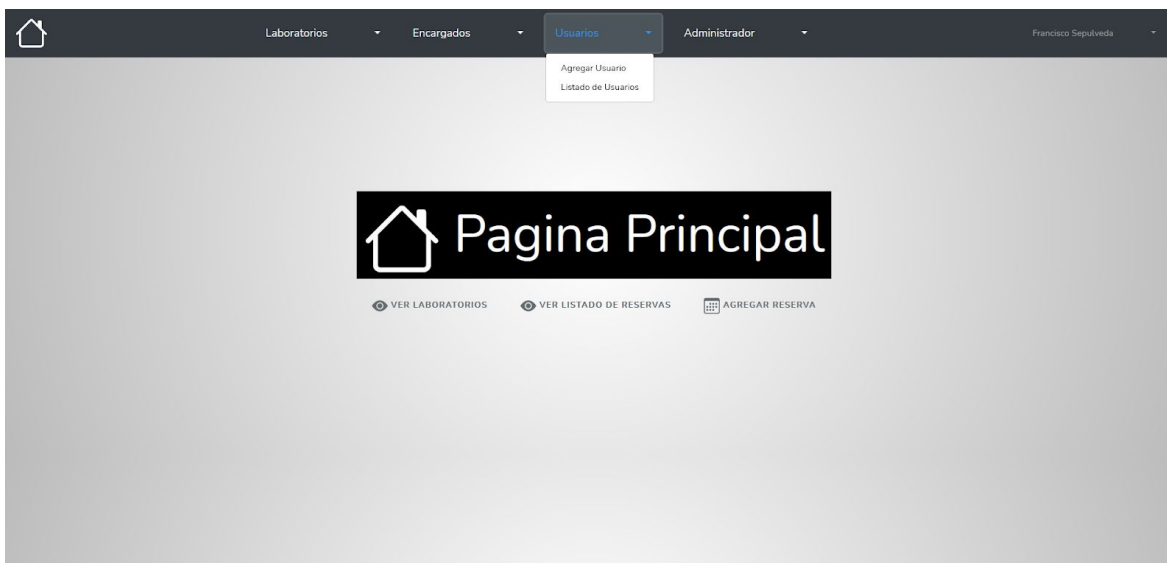 Laboratorios Encargados Usuarios Administrador Francisco Sepulveda
Agregar Usuario
Listado de Usuarios
Pagina Principal
VER LABORATORIOS VER LISTADO DE RESERVAS AGREGAR RESERVA